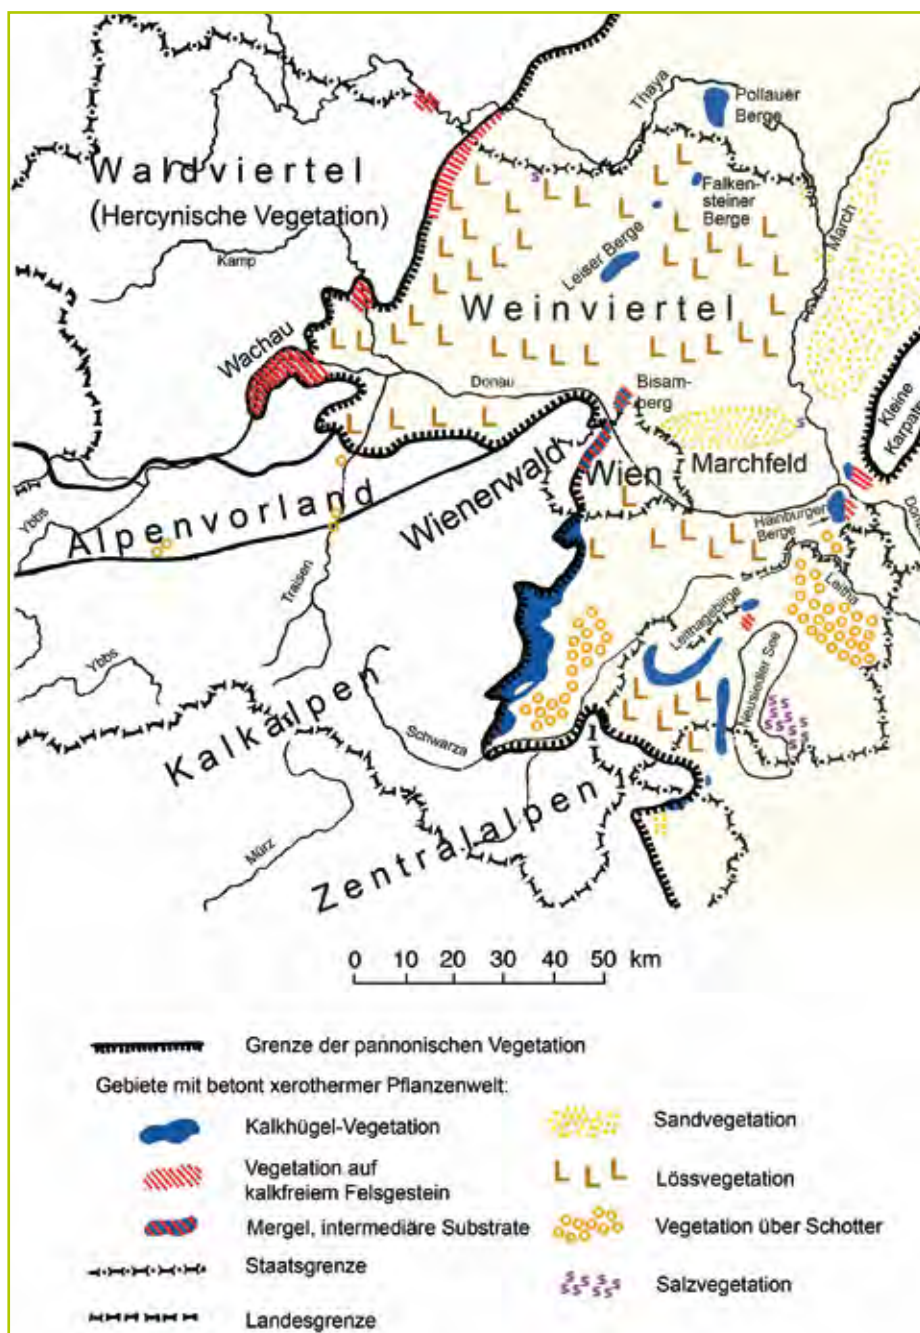 Thaya
Pollauer
Berge
Waldviertel
(Hercynische Vegetation)
S
Falken-
steiner
Berge
March
Kamp
Leiser Berge
Weinviertel
Wachau
Donau
Bisam-
berg
Kleine
Karpa
S
Wien
Marchfeld
Wienerwald
Alpenvorland
Ybbs
Hainburger
Berge
Traisen
Leitha
Leithagebirge
Neusiedler See
Ybbs
Kalkalpen
Schwarza
1
Zentralalpen
Mürz
0 10 20 30 40 50 km
Grenze der pannonischen Vegetation
Gebiete mit betont xerothermer Pflanzenwelt:
Kalkhügel-Vegetation
Sandvegetation
Vegetation auf
kalkfreiem Felsgestein
L L L
Lössvegetation
Mergel, intermediäre Substrate
Vegetation über Schotter
Staatsgrenze
Salzvegetation
Landesgrenze